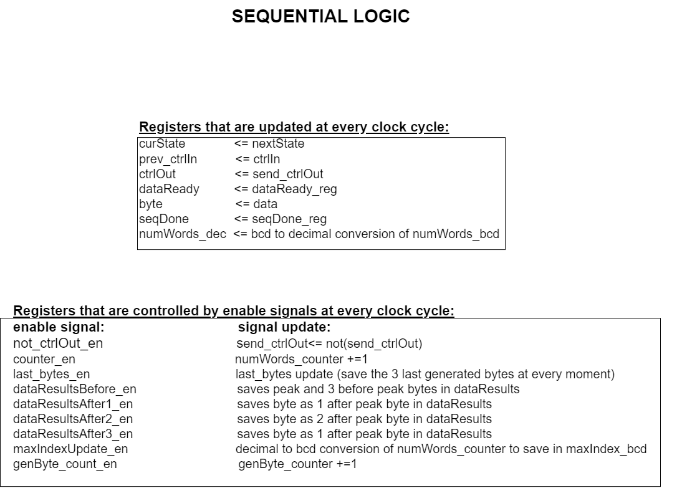 SEQUENTIAL LOGIC
Registers that are updated at every clock cycle:
curState <= nextState
prev_ctrlIn <= ctrlIn
ctrlOut <= send_ctrlOut
dataReady <= dataReady_reg
byte <= data
seqDone <= seqDone_reg
numWords_dec <= bcd to decimal conversion of numWords_bcd
Registers that are controlled by enable signals at every clock cycle:
enable signal: signal update:
not_ctrlOut_en send_ctrlOut<= not(send_ctrlOut)
counter_en numWords_counter +=1
last_bytes_en last_bytes update (save the 3 last generated bytes at every moment)
dataResultsBefore_en saves peak and 3 before peak bytes in dataResults
dataResultsAfter1_en saves byte as 1 after peak byte in dataResults
dataResultsAfter2_en saves byte as 2 after peak byte in dataResults
dataResultsAfter3_en saves byte as 1 after peak byte in dataResults
maxIndexUpdate_en decimal to bcd conversion of numWords_counter to save in maxIndex_bcd
genByte_count_en genByte_counter +=1